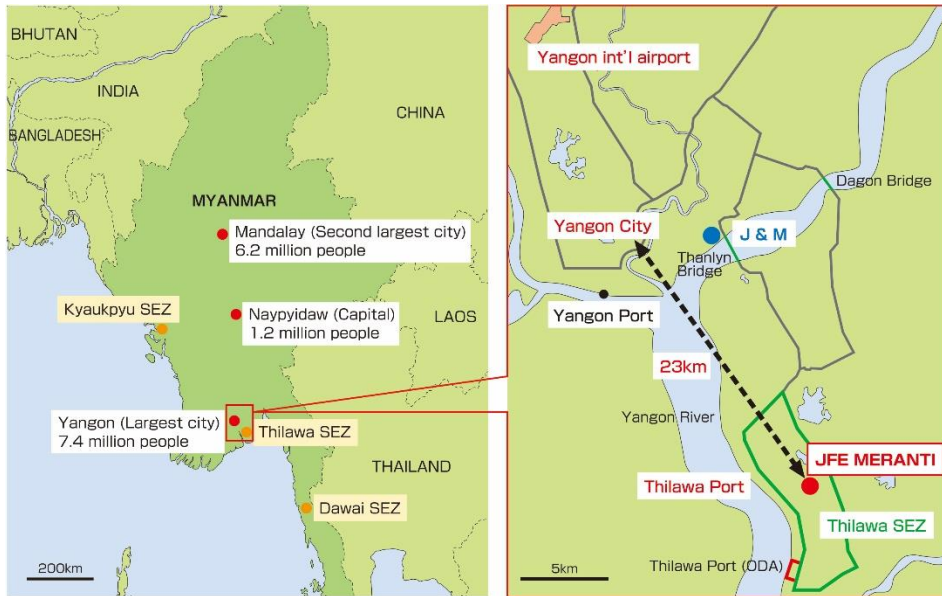 BHUTAN
INDIA
BANGLADESH
CHINA
MYANMAR
Mandalay (Second largest city)
6.2 million people
Kyaukpyu SEZ
Naypyidaw (Capital)
1.2 million people
LAOS
Yangon (Largest city)
7.4 million people
Thilawa SEZ
THAILAND
Dawai SEZ
200km
Yangon int'l airport
Dagon Bridge
Yangon City
J & M
Thanlyn
Bridge
Yangon Port
23km
Yangon River
JFE MERANTI
Thilawa Port
Thilawa SEZ
Thilawa Port (ODA)
5km